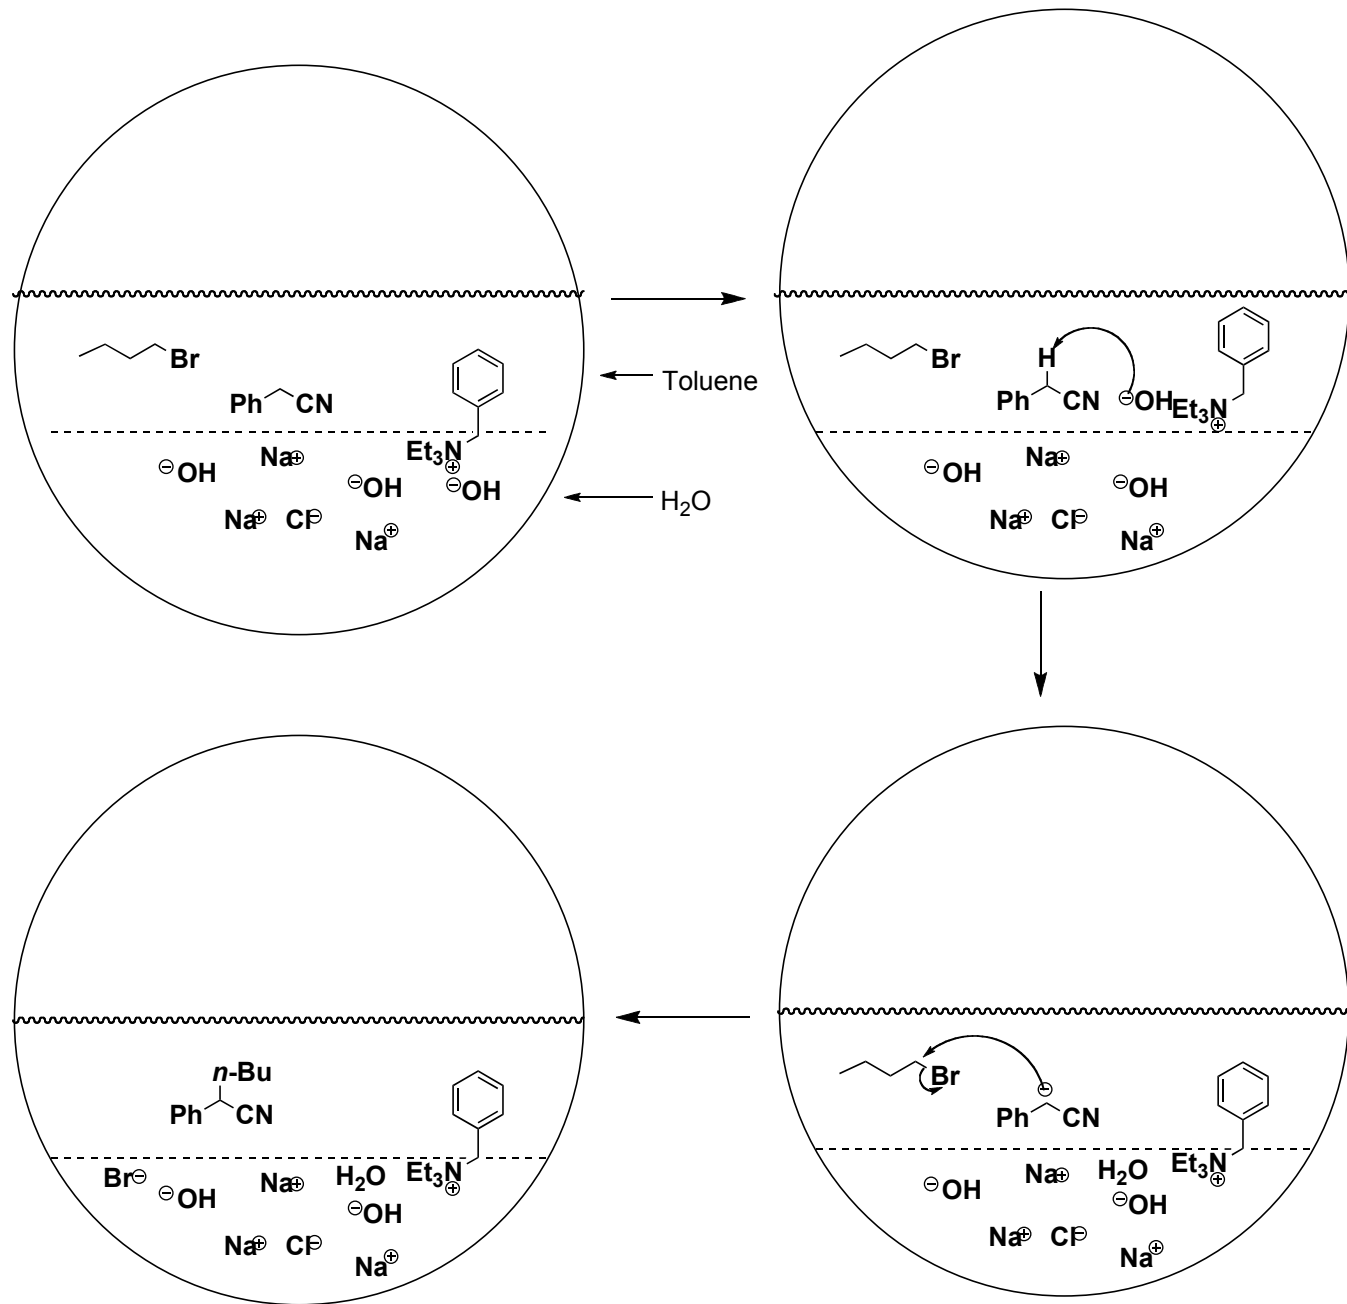 Br
Ph CN
Toluene
Et₃N⊕
⊖OH Na⊕ ⊖OH ⊖OH
H₂O
Na⊕ Cl⊖
Na⊕
Br
H
Ph CN ⊖OH Et₃N⊕
⊖OH Na⊕ ⊖OH
Na⊕ Cl⊖
Na⊕
n-Bu
Ph CN
Br⊖ ⊖OH Na⊕ H₂O Et₃N⊕
⊖OH
Na⊕ Cl⊖
Na⊕
Br
⊖
Ph CN
⊖OH Na⊕ H₂O Et₃N⊕
⊖OH
Na⊕ Cl⊖
Na⊕